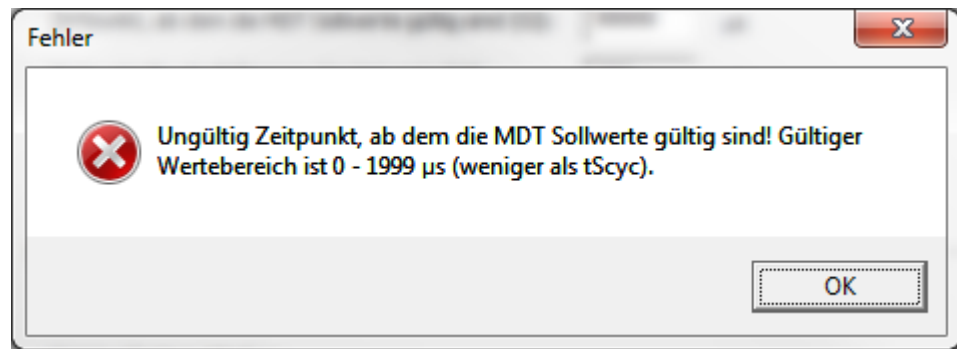 Fehler
Ungültig Zeitpunkt, ab dem die MDT Sollwerte gültig sind! Gültiger
Wertebereich ist 0 - 1999 µs (weniger als tScyc).
OK